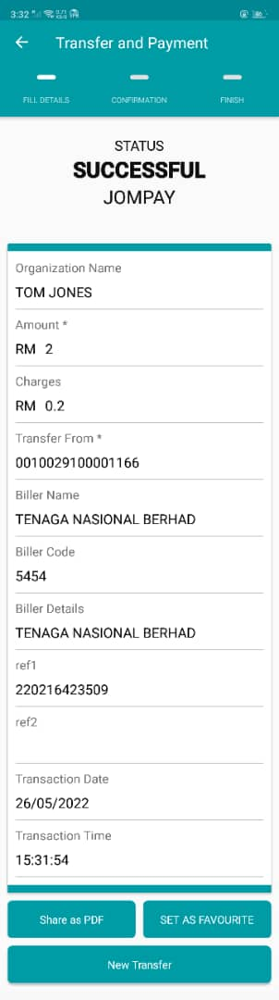 3:32
Transfer and Payment
FILL DETAILS
CONFIRMATION
FINISH
STATUS
SUCCESSFUL
JOMPAY
Organization Name
TOM JONES
Amount *
RM 2
Charges
RM 0.2
Transfer From *
0010029100001166
Biller Name
TENAGA NASIONAL BERHAD
Biller Code
5454
Biller Details
TENAGA NASIONAL BERHAD
ref1
220216423509
ref2
Transaction Date
26/05/2022
Transaction Time
15:31:54
Share as PDF
SET AS FAVOURITE
New Transfer